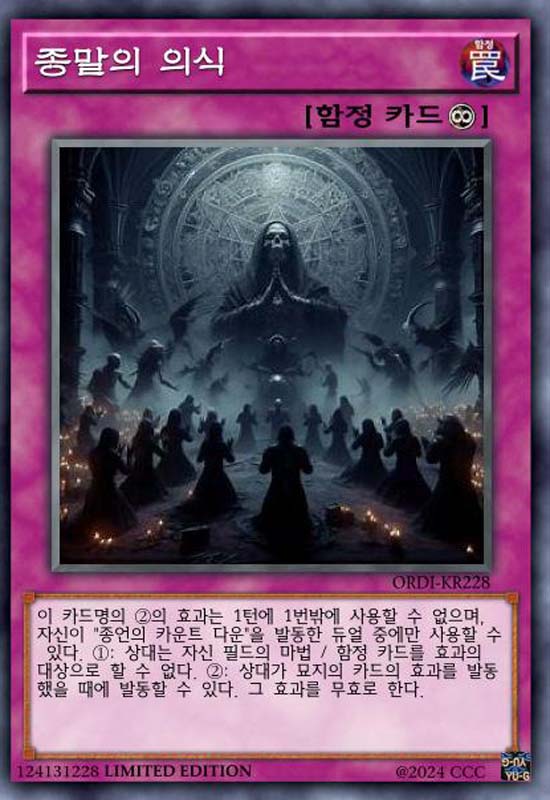 종말의 의식
함정
罠
[함정 카드♾]
ORDI-KR228
이 카드명의 ②의 효과는 1턴에 1번밖에 사용할 수 없으며,
자신이 "종언의 카운트 다운"을 발동한 듀얼 중에만 사용할 수
있다. ①: 상대는 자신 필드의 마법 / 함정 카드를 효과의
대상으로 할 수 없다. ②: 상대가 묘지의 카드의 효과를 발동
했을 때에 발동할 수 있다. 그 효과를 무효로 한다.
124131228 LIMITED EDITION
@2024 CCC
YU-G
YU-G